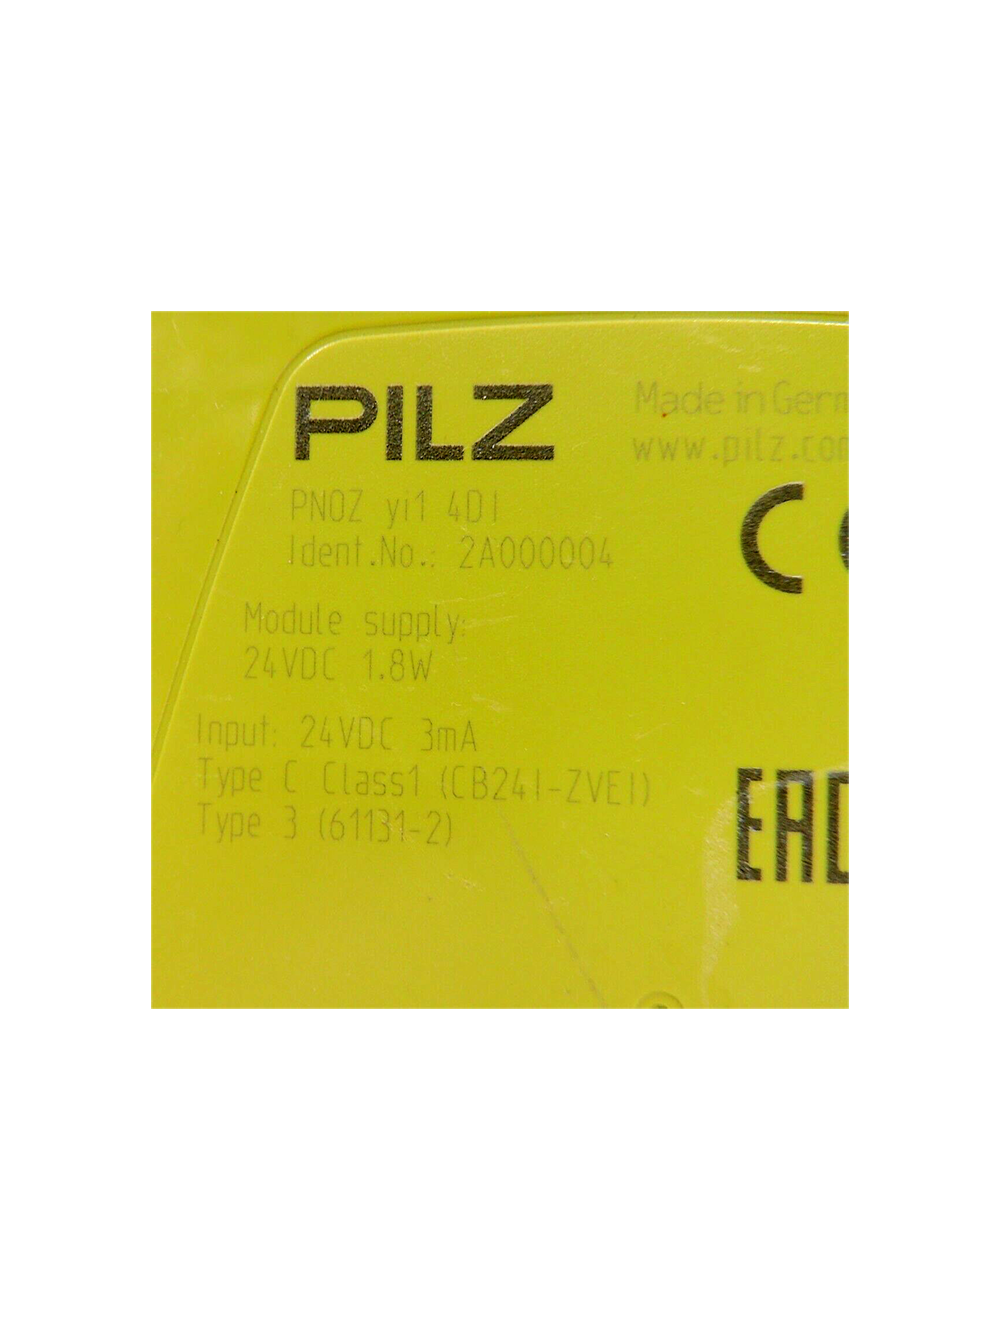 PILZ
Made in Germ
www.pilz.com
PNOZ yi1 4DI
Ident.No.: 2A000004
CE
Module supply:
24VDC 1.8W
Input: 24VDC 3mA
Type C Class1 (CB24I-ZVEI)
Type 3 (61131-2)
EAC